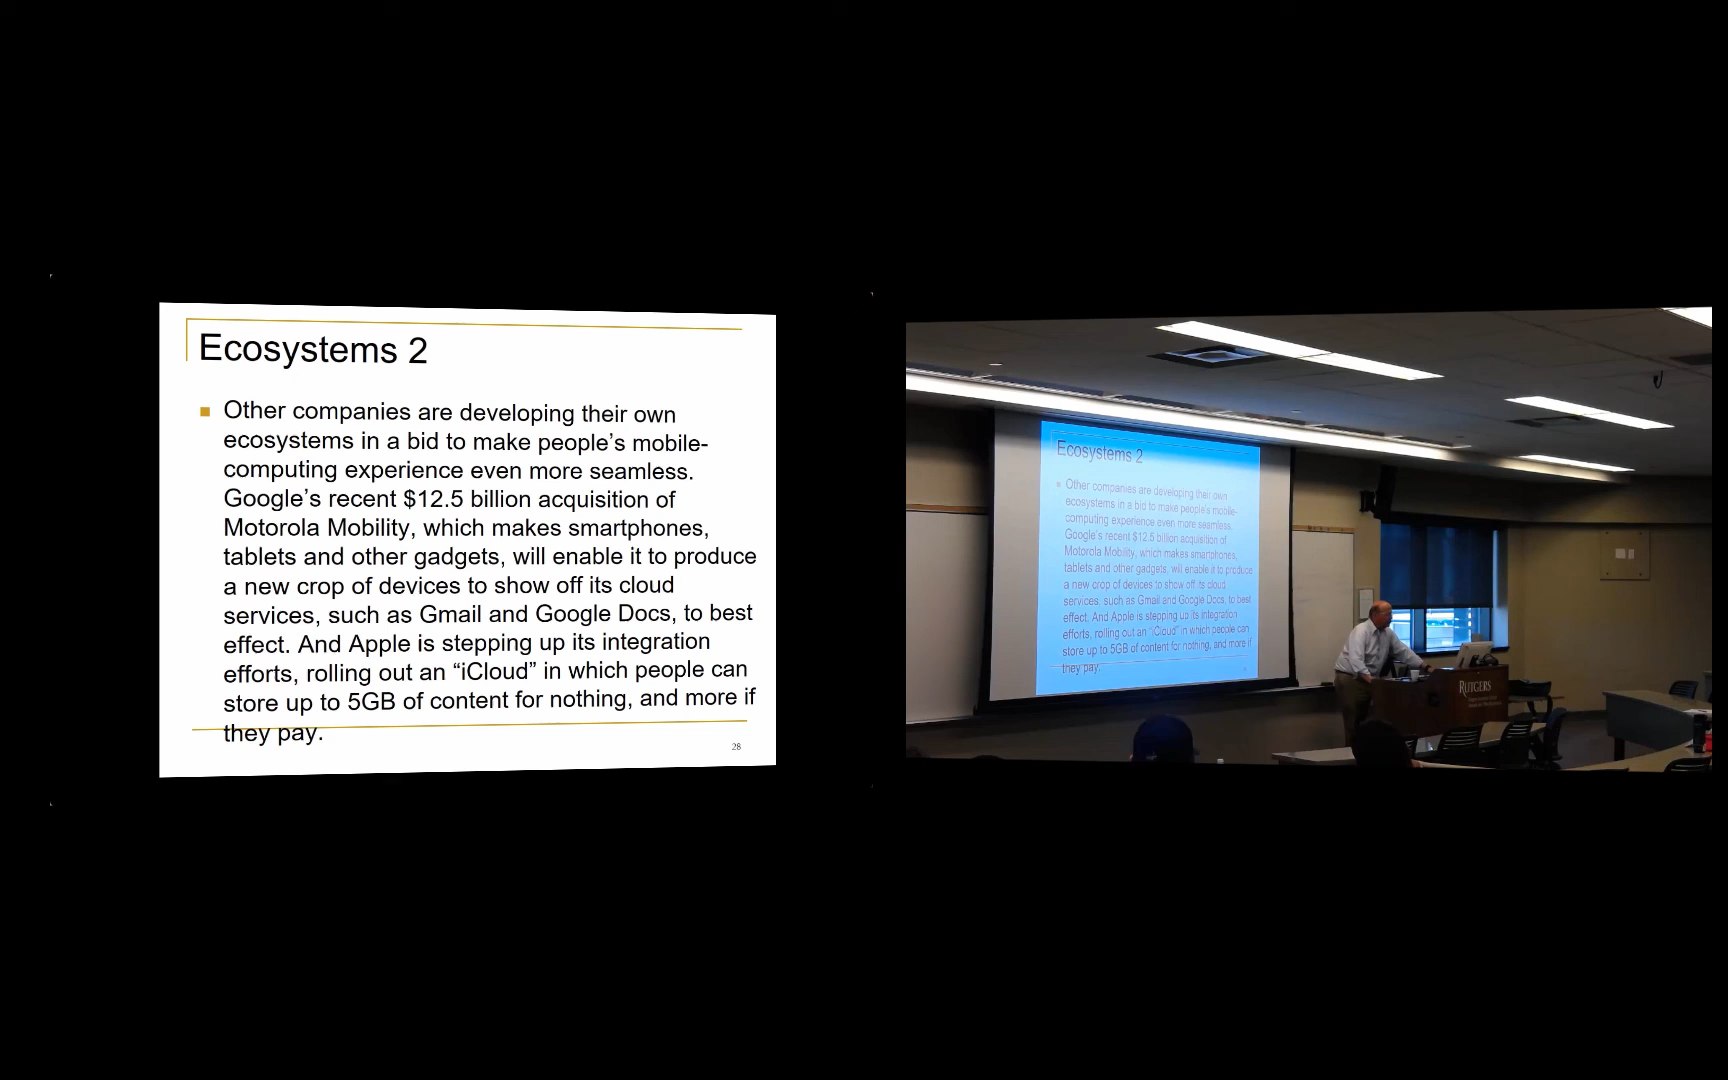 Ecosystems 2
Other companies are developing their own
ecosystems in a bid to make people’s mobile-
computing experience even more seamless.
Google’s recent $12.5 billion acquisition of
Motorola Mobility, which makes smartphones,
tablets and other gadgets, will enable it to produce
a new crop of devices to show off its cloud
services, such as Gmail and Google Docs, to best
effect. And Apple is stepping up its integration
efforts, rolling out an “iCloud” in which people can
store up to 5GB of content for nothing, and more if
they pay.
28
Ecosystems 2
Other companies are developing their own
ecosystems in a bid to make people’s mobile-
computing experience even more seamless.
Google’s recent $12.5 billion acquisition of
Motorola Mobility, which makes smartphones,
tablets and other gadgets, will enable it to produce
a new crop of devices to show off its cloud
services, such as Gmail and Google Docs, to best
effect. And Apple is stepping up its integration
efforts, rolling out an “iCloud” in which people can
store up to 5GB of content for nothing, and more if
they pay.
RUTGERS